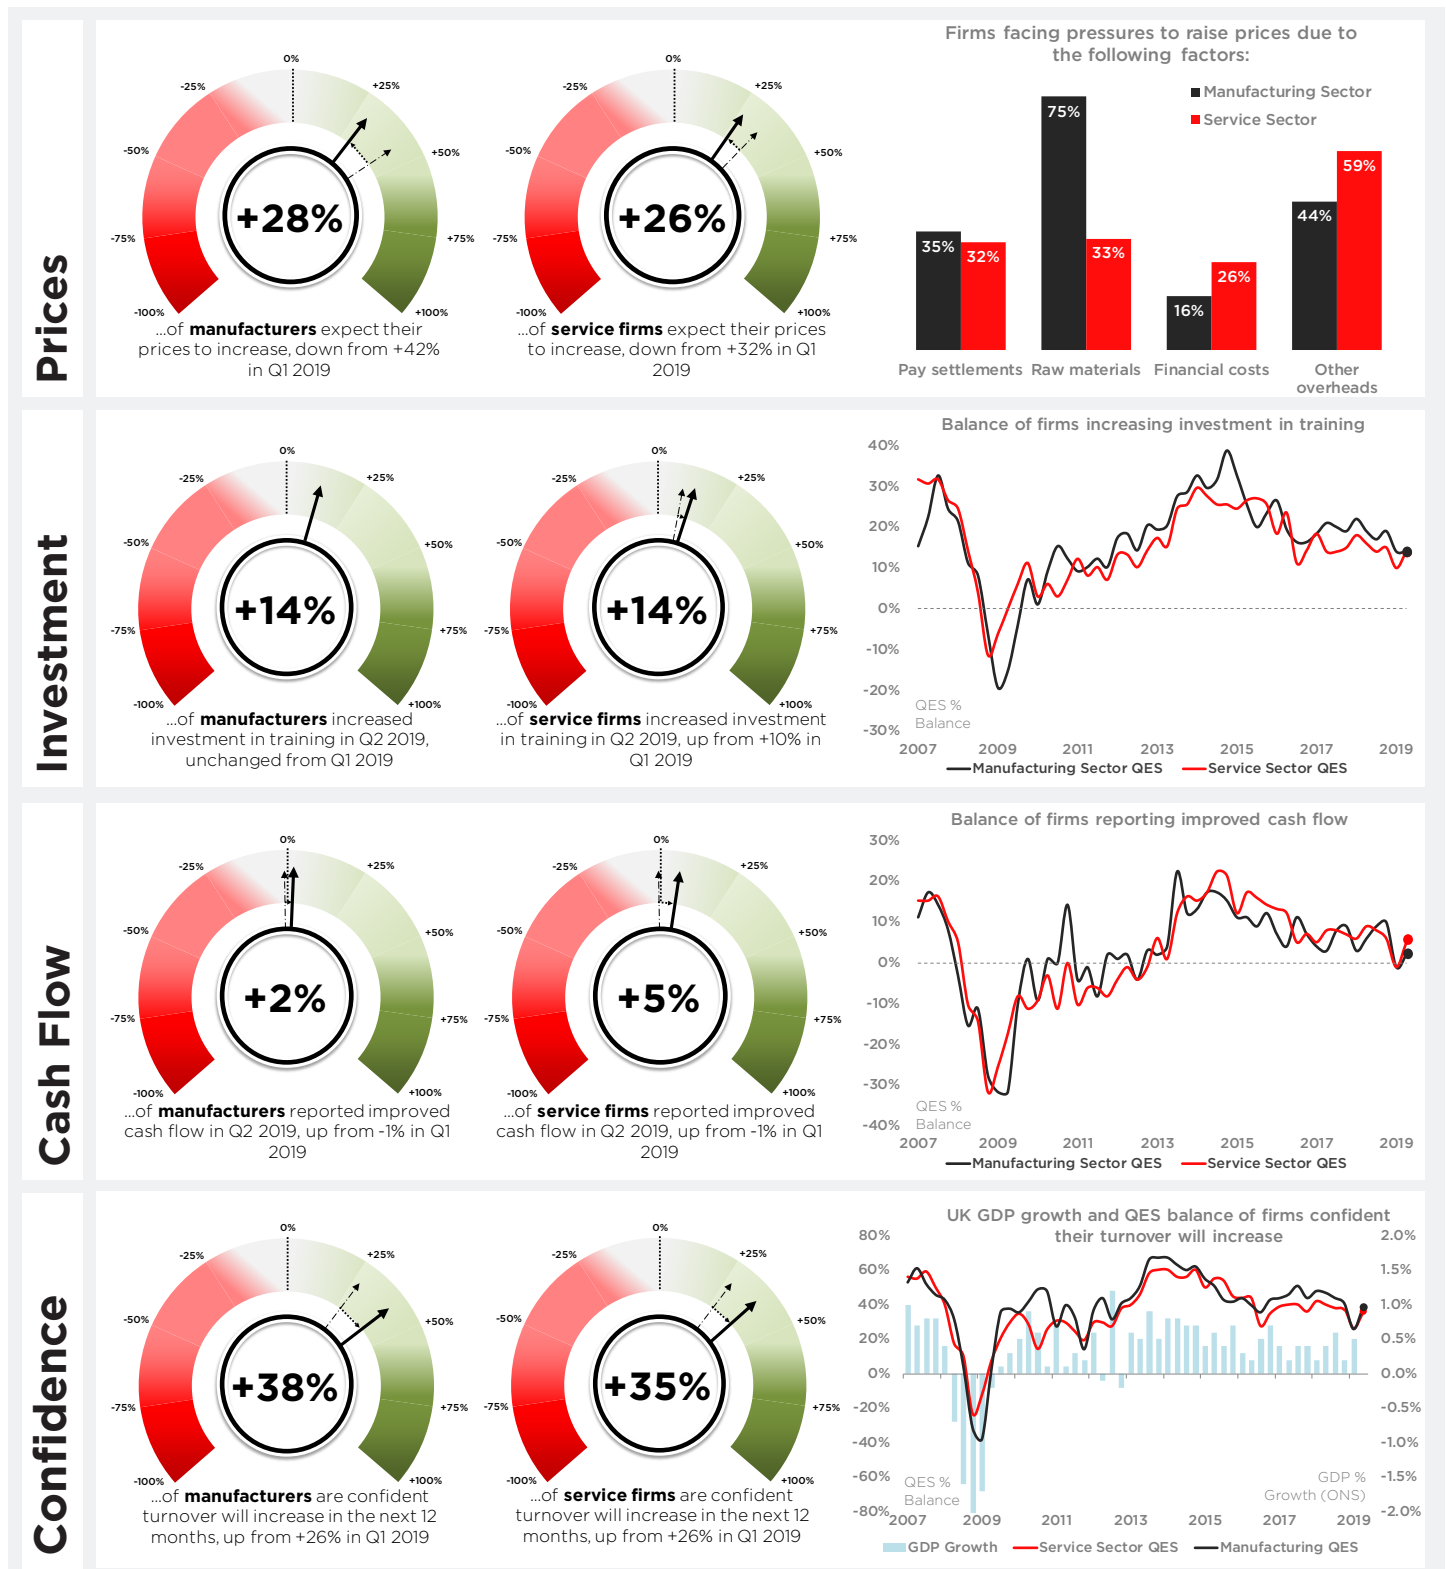 Prices
0%
-25%
+25%
-50%
+50%
-75%
+75%
-100%
+100%
+28%
...of manufacturers expect their
prices to increase, down from +42%
in Q1 2019
0%
-25%
+25%
-50%
+50%
-75%
+75%
-100%
+100%
+26%
...of service firms expect their prices
to increase, down from +32% in Q1
2019
Firms facing pressures to raise prices due to
the following factors:
Manufacturing Sector
Service Sector
35%
32%
75%
33%
16%
26%
44%
59%
Pay settlements
Raw materials
Financial costs
Other
overheads
Investment
0%
-25%
+25%
-50%
+50%
-75%
+75%
-100%
+100%
+14%
...of manufacturers increased
investment in training in Q2 2019,
unchanged from Q1 2019
0%
-25%
+25%
-50%
+50%
-75%
+75%
-100%
+100%
+14%
...of service firms increased investment
in training in Q2 2019, up from +10% in
Q1 2019
Balance of firms increasing investment in training
40%
30%
20%
10%
0%
-10%
-20%
-30%
QES %
Balance
2007 2009 2011 2013 2015 2017 2019
Manufacturing Sector QES
Service Sector QES
Cash Flow
0%
-25%
+25%
-50%
+50%
-75%
+75%
-100%
+100%
+2%
...of manufacturers reported improved
cash flow in Q2 2019, up from -1% in Q1
2019
0%
-25%
+25%
-50%
+50%
-75%
+75%
-100%
+100%
+5%
...of service firms reported improved
cash flow in Q2 2019, up from -1% in Q1
2019
Balance of firms reporting improved cash flow
30%
20%
10%
0%
-10%
-20%
-30%
-40%
QES %
Balance
2007 2009 2011 2013 2015 2017 2019
Manufacturing Sector QES
Service Sector QES
Confidence
0%
-25%
+25%
-50%
+50%
-75%
+75%
-100%
+100%
+38%
...of manufacturers are confident
turnover will increase in the next 12
months, up from +26% in Q1 2019
0%
-25%
+25%
-50%
+50%
-75%
+75%
-100%
+100%
+35%
...of service firms are confident
turnover will increase in the next 12
months, up from +26% in Q1 2019
UK GDP growth and QES balance of firms confident
their turnover will increase
80%
60%
40%
20%
0%
-20%
-40%
-60%
-80%
2.0%
1.5%
1.0%
0.5%
0.0%
-0.5%
-1.0%
-1.5%
-2.0%
QES %
Balance
GDP %
Growth (ONS)
2007 2009 2011 2013 2015 2017 2019
GDP Growth
Service Sector QES
Manufacturing QES